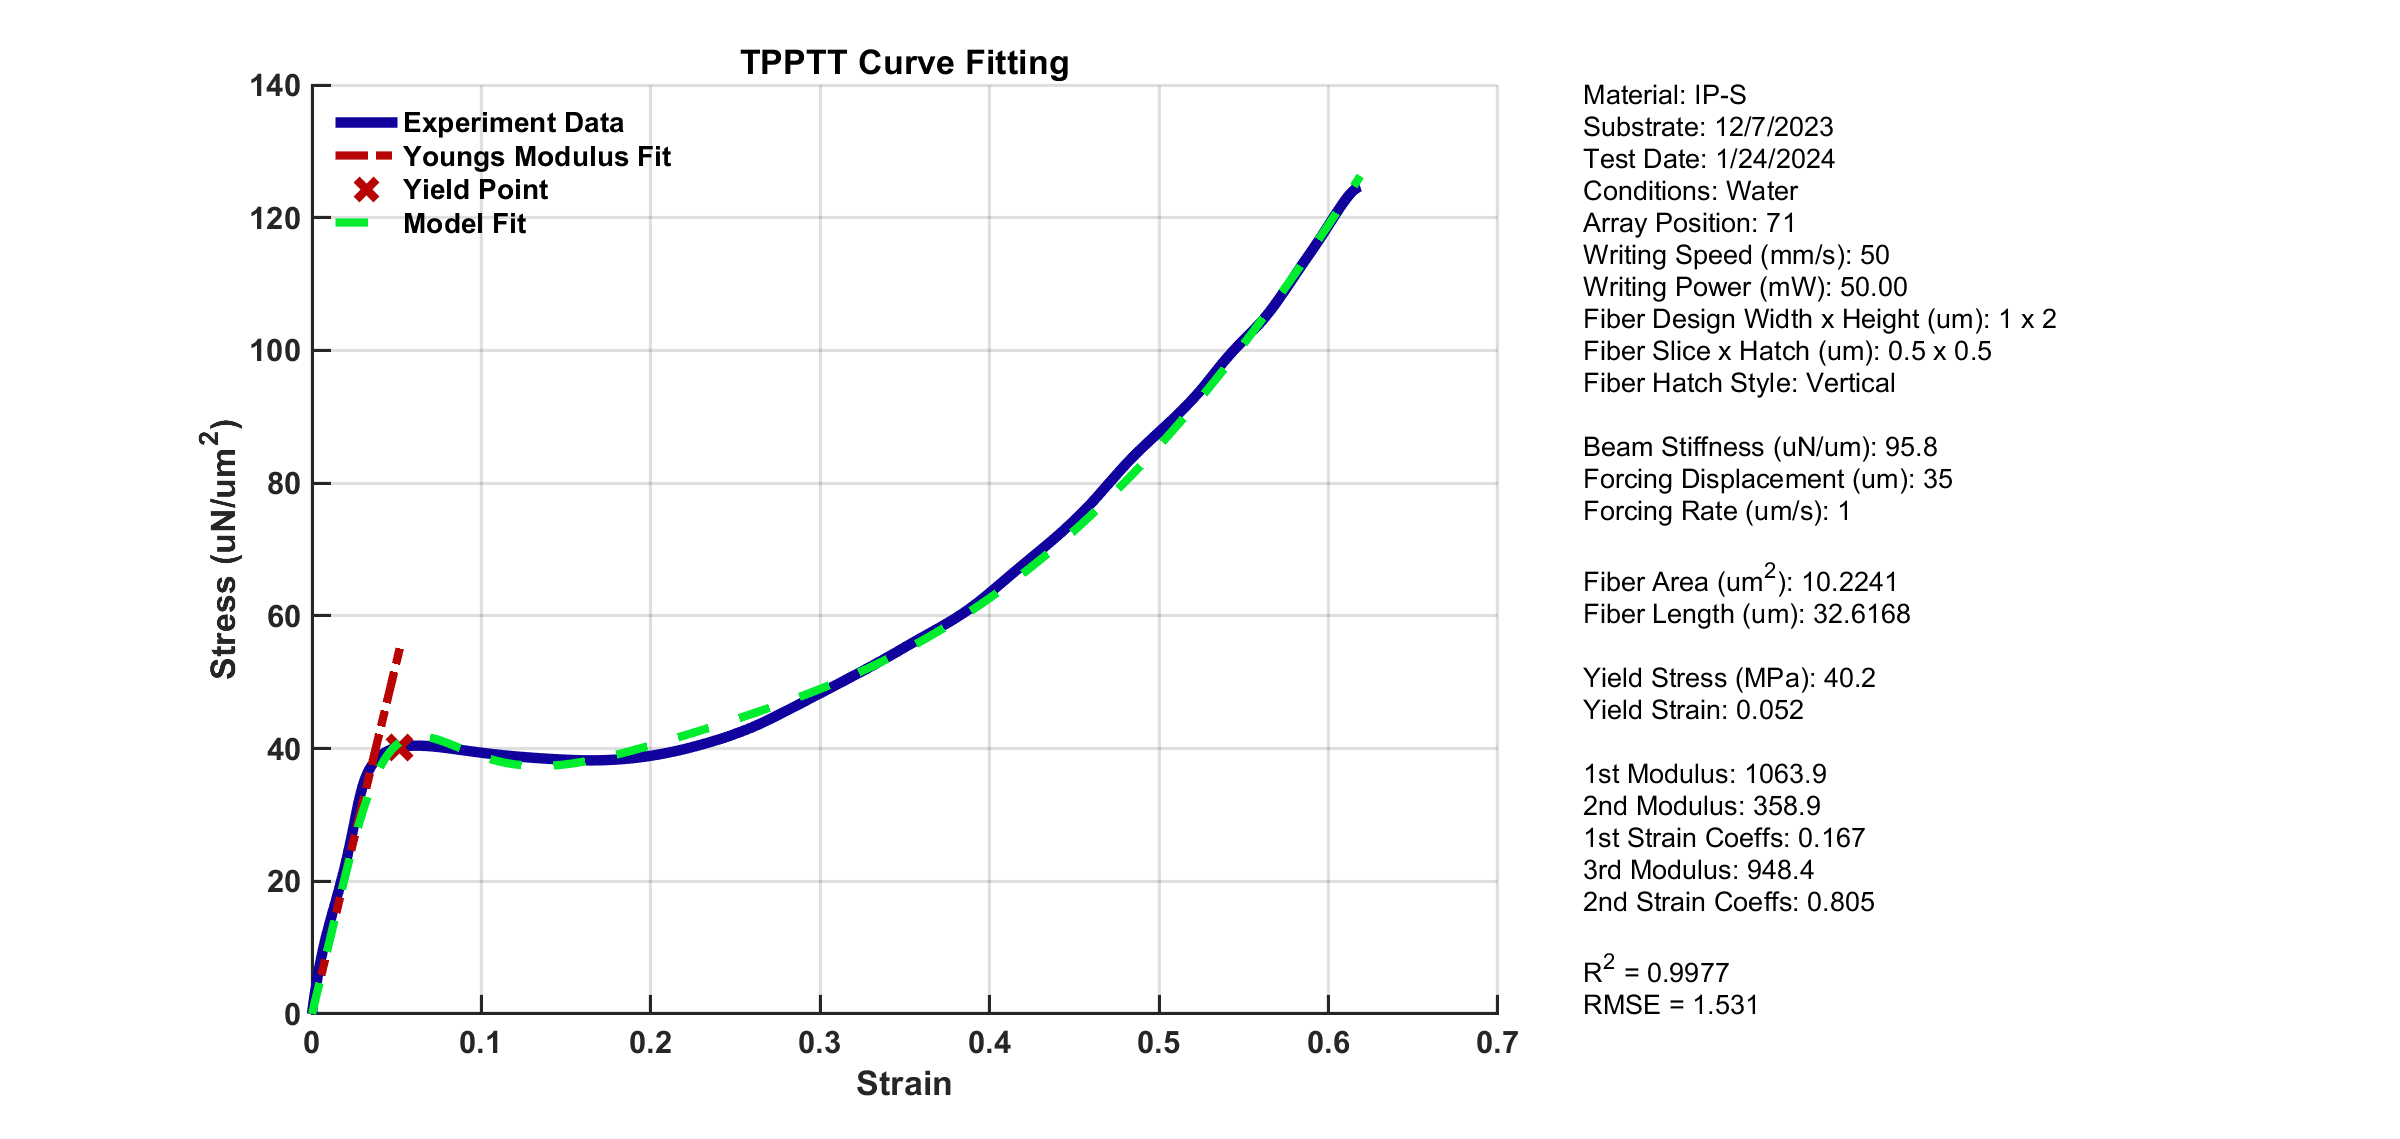 TPPTT Curve Fitting
140
120
100
80
60
40
20
0
Stress (uN/um²)
Experiment Data
Youngs Modulus Fit
Yield Point
Model Fit
0 0.1 0.2 0.3 0.4 0.5 0.6 0.7
Strain
Material: IP-S
Substrate: 12/7/2023
Test Date: 1/24/2024
Conditions: Water
Array Position: 71
Writing Speed (mm/s): 50
Writing Power (mW): 50.00
Fiber Design Width x Height (um): 1 x 2
Fiber Slice x Hatch (um): 0.5 x 0.5
Fiber Hatch Style: Vertical
Beam Stiffness (uN/um): 95.8
Forcing Displacement (um): 35
Forcing Rate (um/s): 1
Fiber Area (um²): 10.2241
Fiber Length (um): 32.6168
Yield Stress (MPa): 40.2
Yield Strain: 0.052
1st Modulus: 1063.9
2nd Modulus: 358.9
1st Strain Coeffs: 0.167
3rd Modulus: 948.4
2nd Strain Coeffs: 0.805
R² = 0.9977
RMSE = 1.531